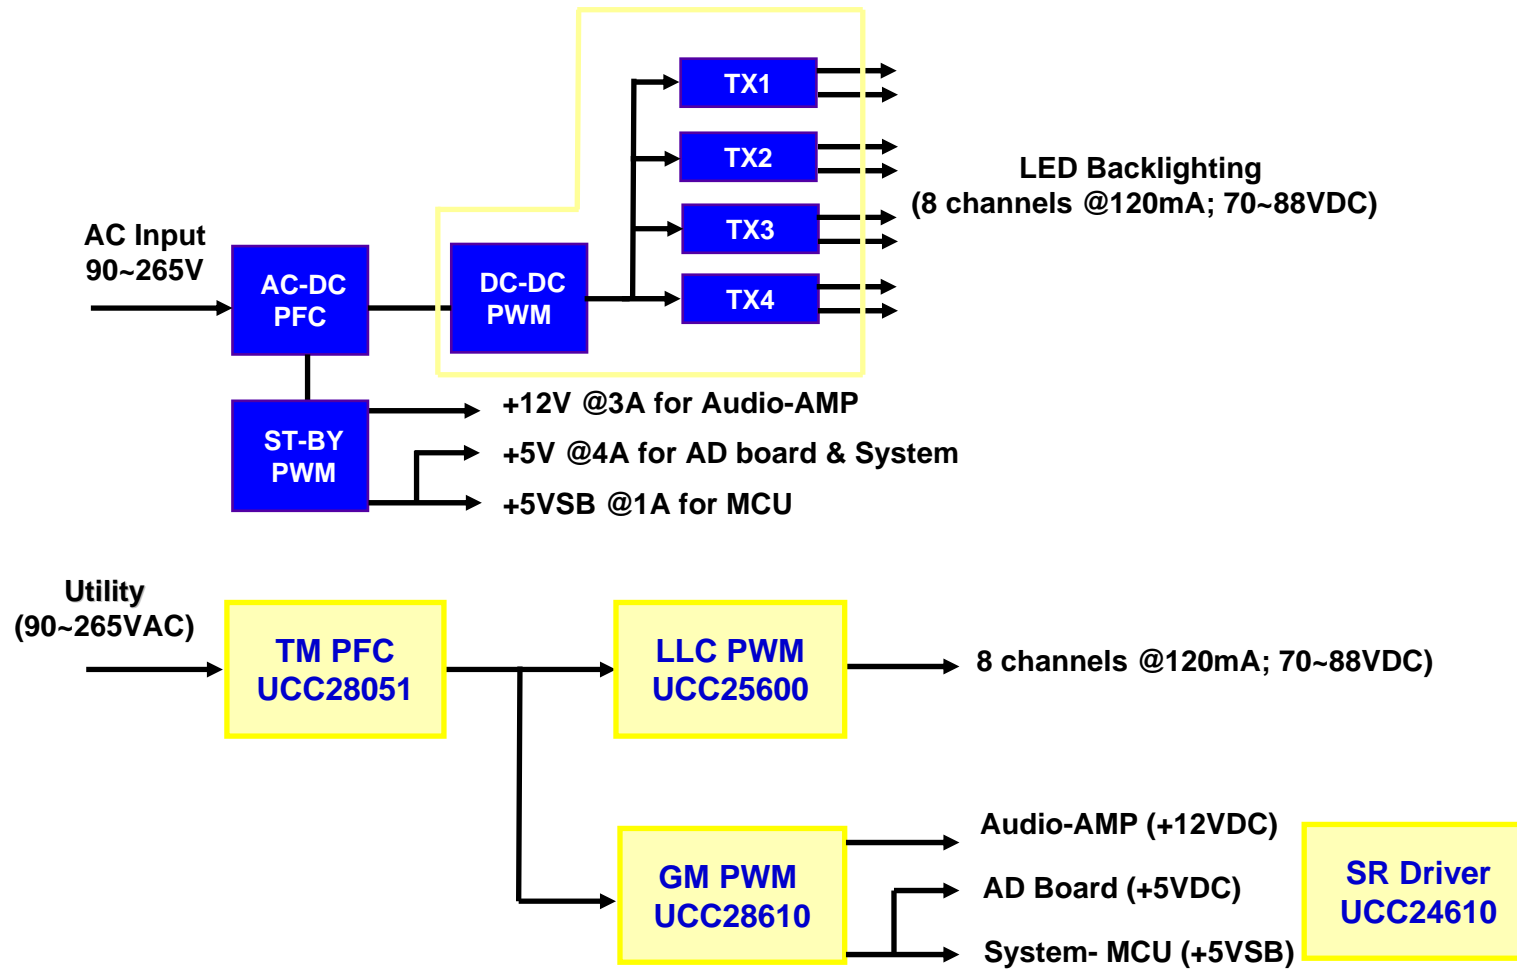 TX1
TX2
TX3
TX4
LED Backlighting
(8 channels @120mA; 70~88VDC)
AC Input
90~265V
AC-DC
PFC
DC-DC
PWM
ST-BY
PWM
+12V @3A for Audio-AMP
+5V @4A for AD board & System
+5VSB @1A for MCU
Utility
(90~265VAC)
TM PFC
UCC28051
LLC PWM
UCC25600
8 channels @120mA; 70~88VDC)
GM PWM
UCC28610
Audio-AMP (+12VDC)
AD Board (+5VDC)
System- MCU (+5VSB)
SR Driver
UCC24610